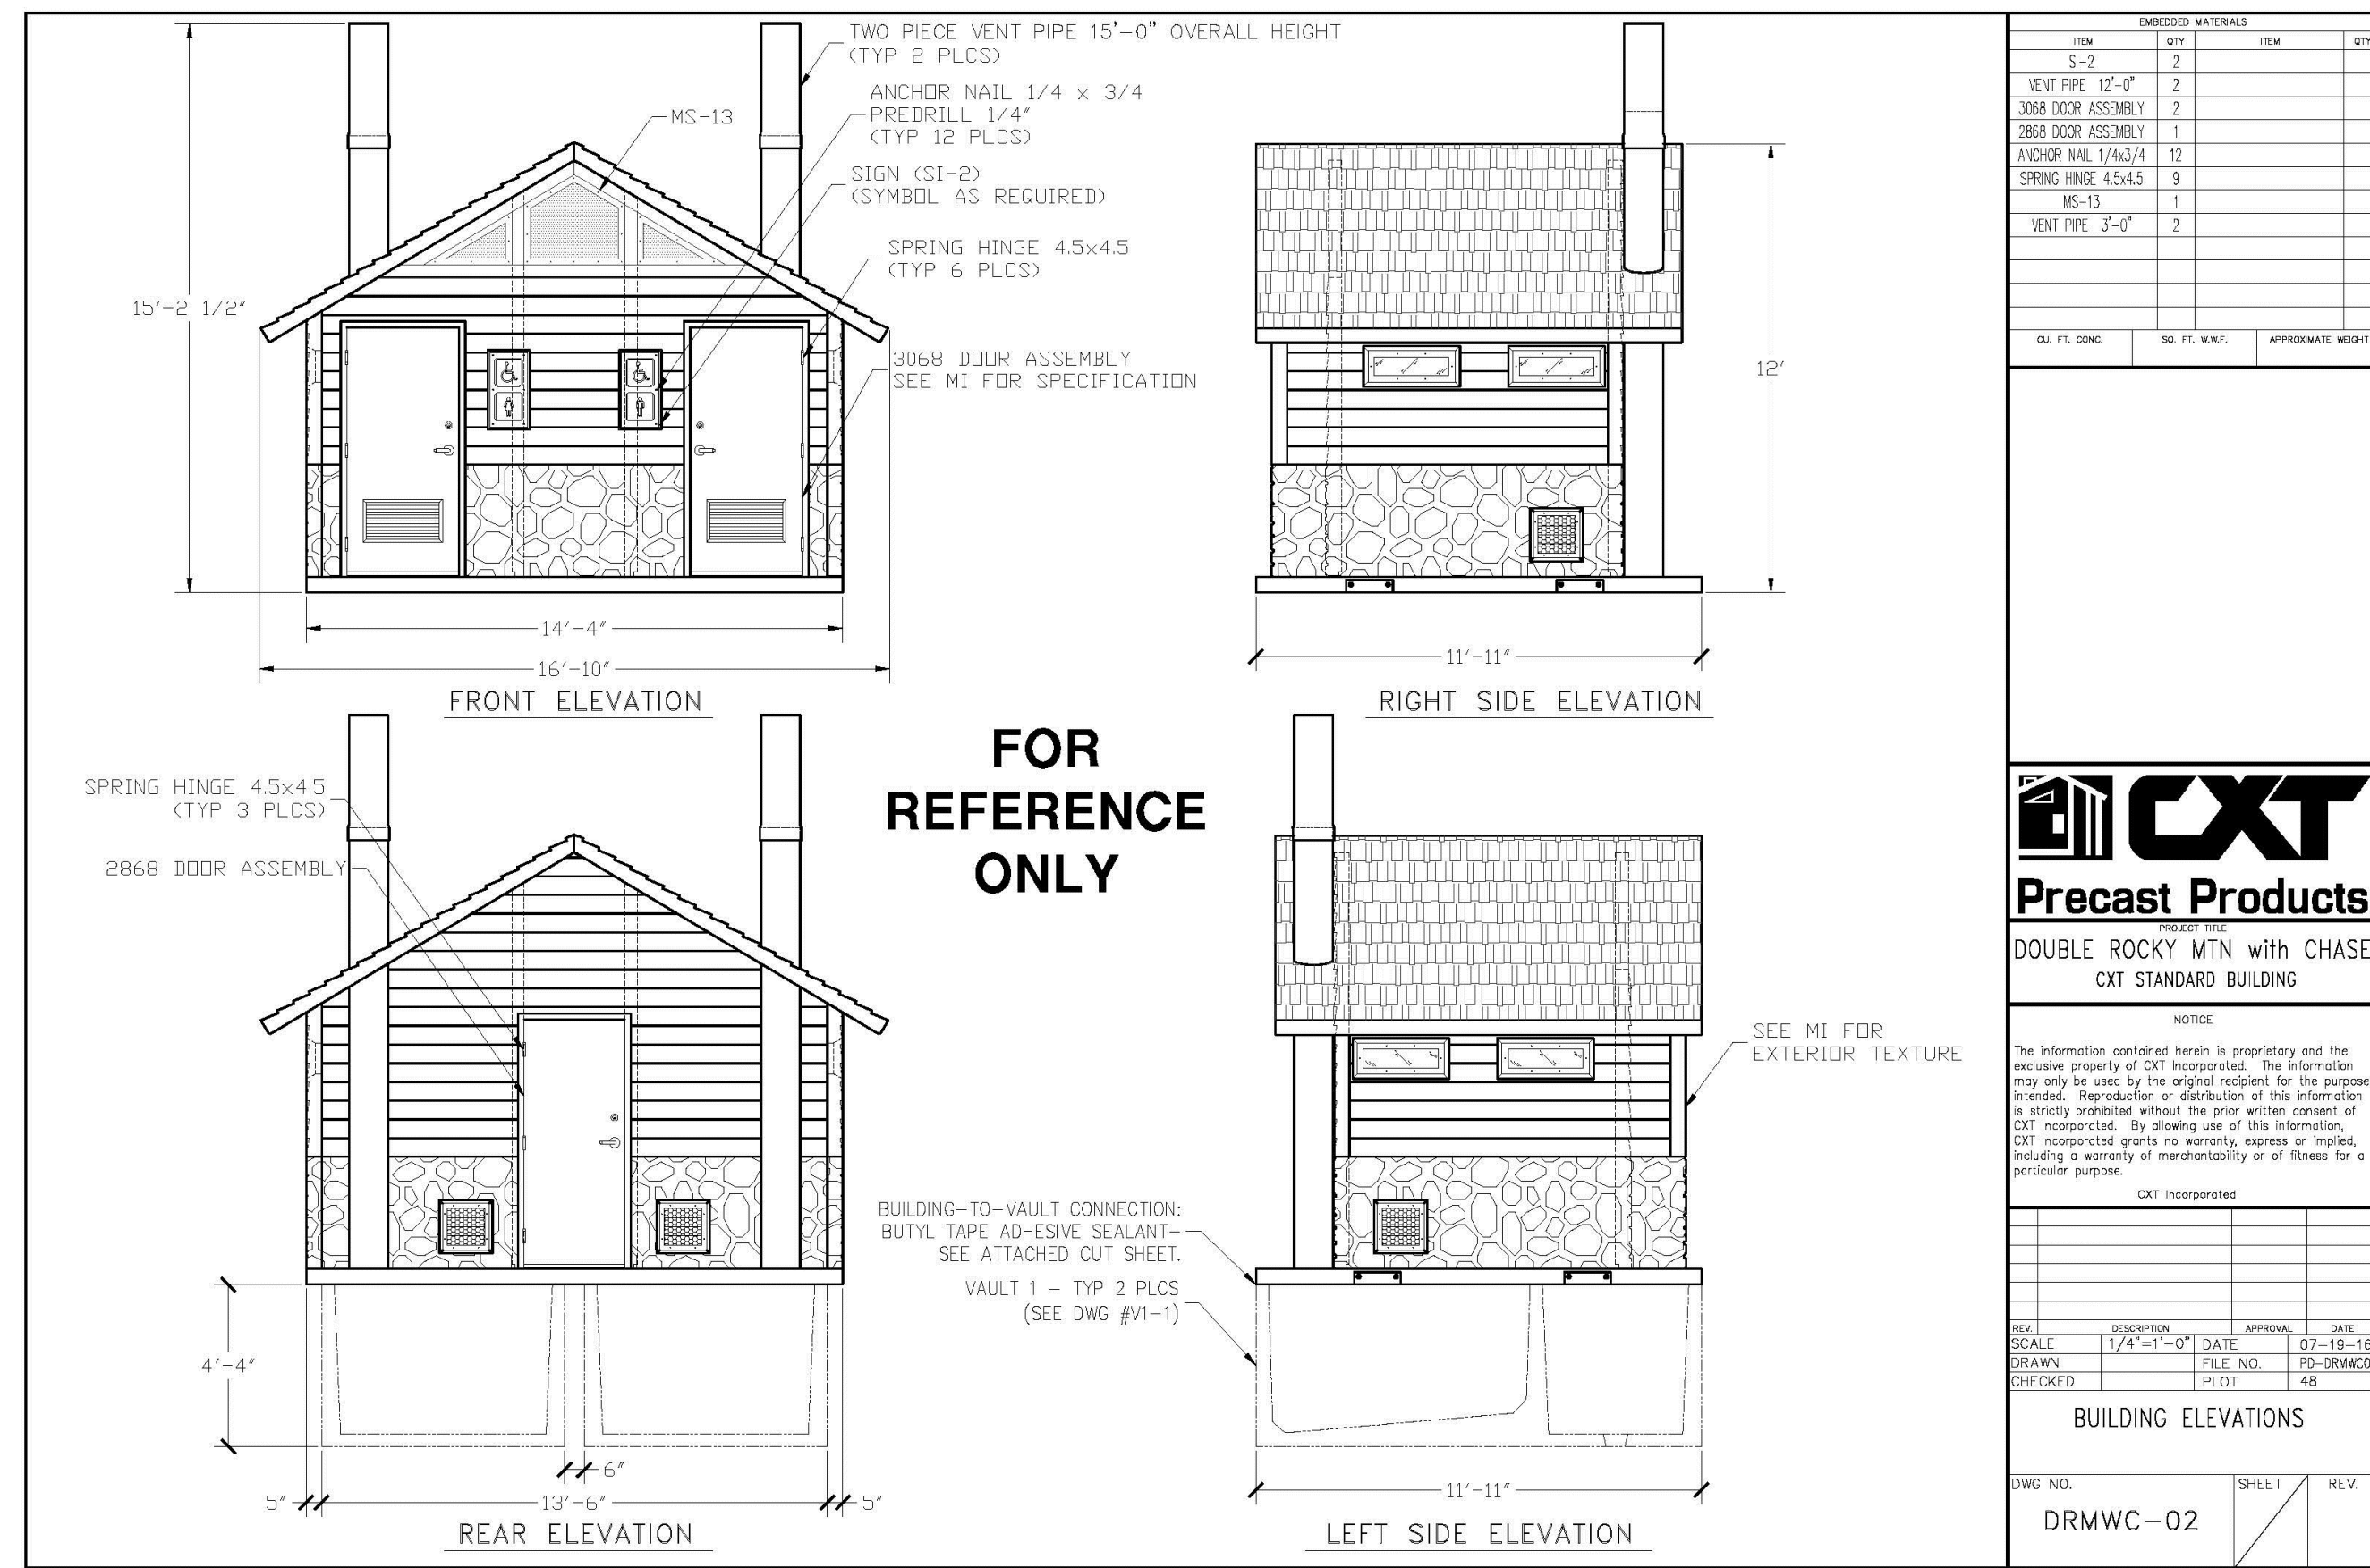 TWO PIECE VENT PIPE 15'-0" OVERALL HEIGHT
(TYP 2 PLCS)
ANCHOR NAIL 1/4 x 3/4
PREDRILL 1/4"
(TYP 12 PLCS)
MS-13
SIGN (SI-2)
(SYMBOL AS REQUIRED)
SPRING HINGE 4.5x4.5
(TYP 6 PLCS)
15'-2 1/2"
3068 DOOR ASSEMBLY
SEE MI FOR SPECIFICATION
14'-4"
16'-10"
FRONT ELEVATION
12'
11'-11"
RIGHT SIDE ELEVATION
FOR
REFERENCE
ONLY
SPRING HINGE 4.5x4.5
(TYP 3 PLCS)
2868 DOOR ASSEMBLY
4'-4"
6"
5"
13'-6"
5"
REAR ELEVATION
SEE MI FOR
EXTERIOR TEXTURE
BUILDING-TO-VAULT CONNECTION:
BUTYL TAPE ADHESIVE SEALANT-
SEE ATTACHED CUT SHEET.
VAULT 1 - TYP 2 PLCS
(SEE DWG #V1-1)
11'-11"
LEFT SIDE ELEVATION
EMBEDDED MATERIALS
ITEM QTY ITEM QTY
SI-2 2
VENT PIPE 12'-0" 2
3068 DOOR ASSEMBLY 2
2868 DOOR ASSEMBLY 1
ANCHOR NAIL 1/4x3/4 12
SPRING HINGE 4.5x4.5 9
MS-13 1
VENT PIPE 3'-0" 2
CU. FT. CONC. SQ. FT. W.W.F. APPROXIMATE WEIGHT
CXT
Precast Products
PROJECT TITLE
DOUBLE ROCKY MTN with CHASE
CXT STANDARD BUILDING
NOTICE
The information contained herein is proprietary and the
exclusive property of CXT Incorporated. The information
may only be used by the original recipient for the purpose
intended. Reproduction or distribution of this information
is strictly prohibited without the prior written consent of
CXT Incorporated. By allowing use of this information,
CXT Incorporated grants no warranty, express or implied,
including a warranty of merchantability or of fitness for a
particular purpose.
CXT Incorporated
REV. DESCRIPTION APPROVAL DATE
SCALE 1/4"=1'-0" DATE 07-19-16
DRAWN FILE NO. PD-DRMWC0
CHECKED PLOT 48
BUILDING ELEVATIONS
DWG NO. SHEET REV.
DRMWC-02